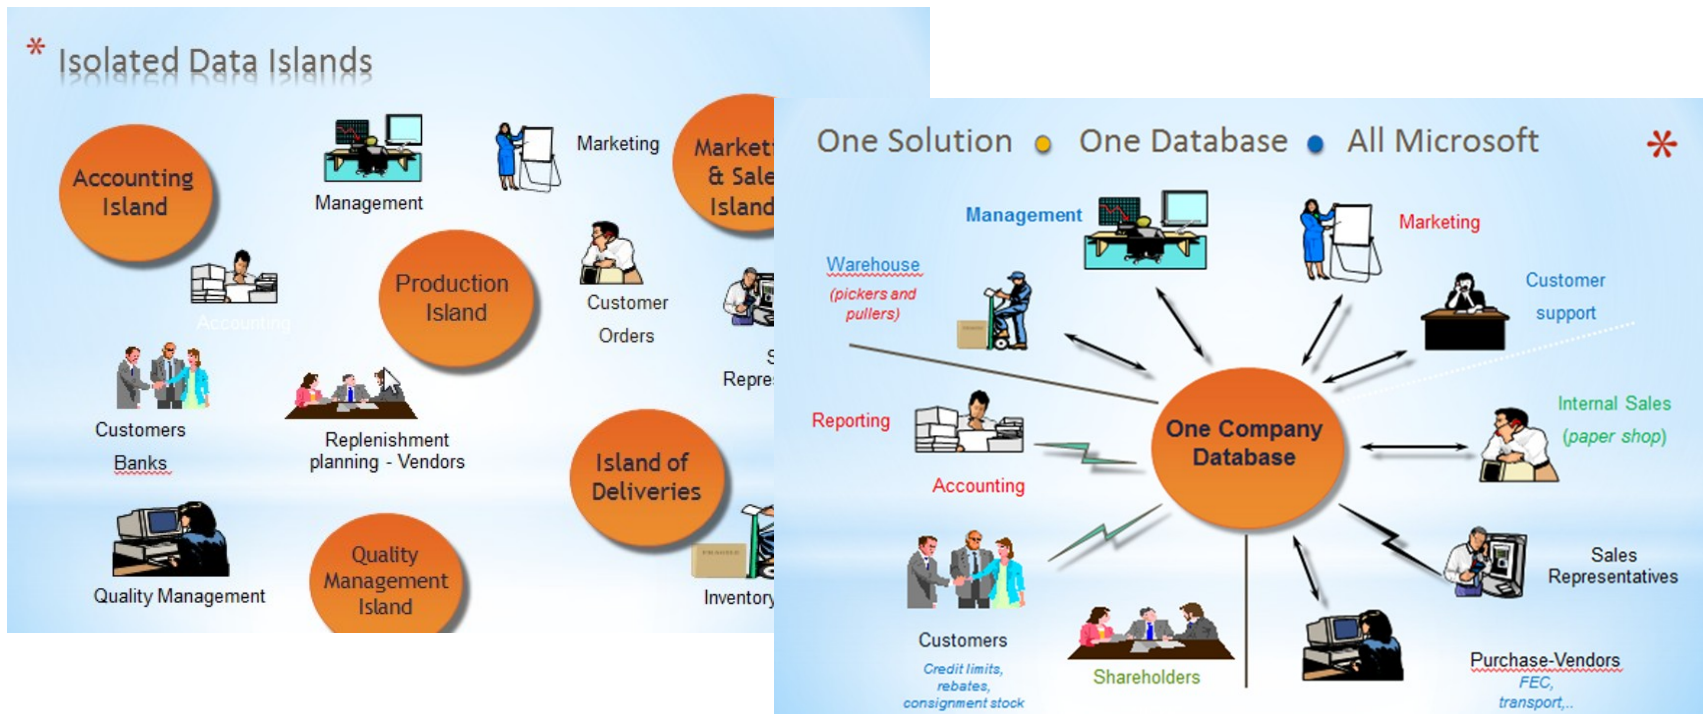 * Isolated Data Islands
Accounting
Island
Management
Marketing
& Sale
Island
Production
Island
Accounting
Customer
Orders
Customers
Banks
Replenishment
planning - Vendors
Island of
Deliveries
Quality Management
Quality
Management
Island
Inventory
One Solution One Database All Microsoft *
Management
Marketing
Warehouse
(pickers and
pullers)
Customer
support
Reporting
Accounting
One Company
Database
Internal Sales
(paper shop)
Sales
Representatives
Customers
Credit limits,
rebates,
consignment stock
Shareholders
Purchase-Vendors
FEC,
transport,..